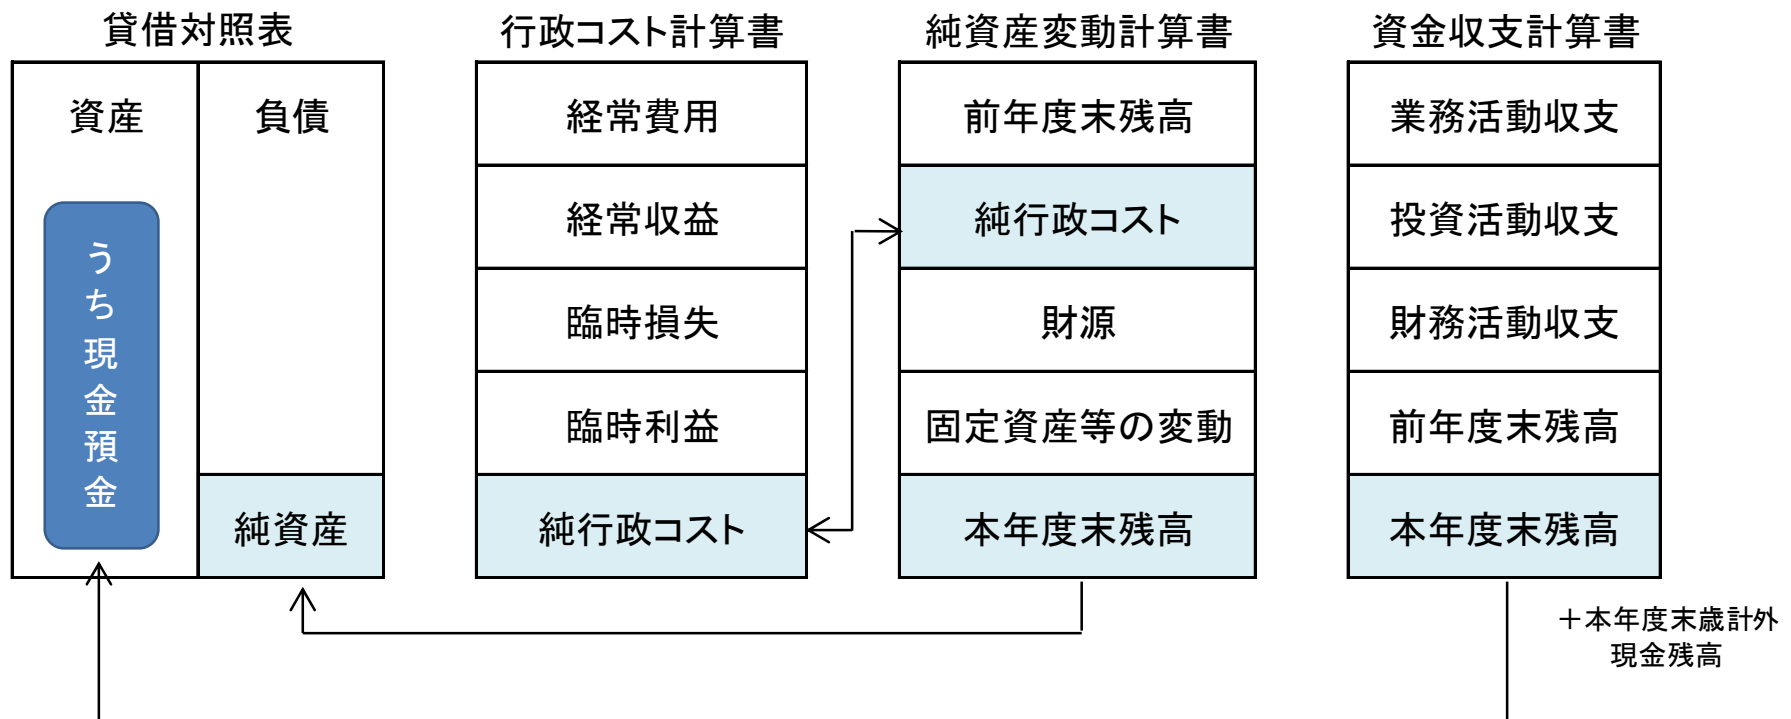 貸借対照表
資産
負債
うち現金預金
純資産
行政コスト計算書
経常費用
経常収益
臨時損失
臨時利益
純行政コスト
純資産変動計算書
前年度末残高
純行政コスト
財源
固定資産等の変動
本年度末残高
資金収支計算書
業務活動収支
投資活動収支
財務活動収支
前年度末残高
本年度末残高
＋本年度末歳計外
現金残高